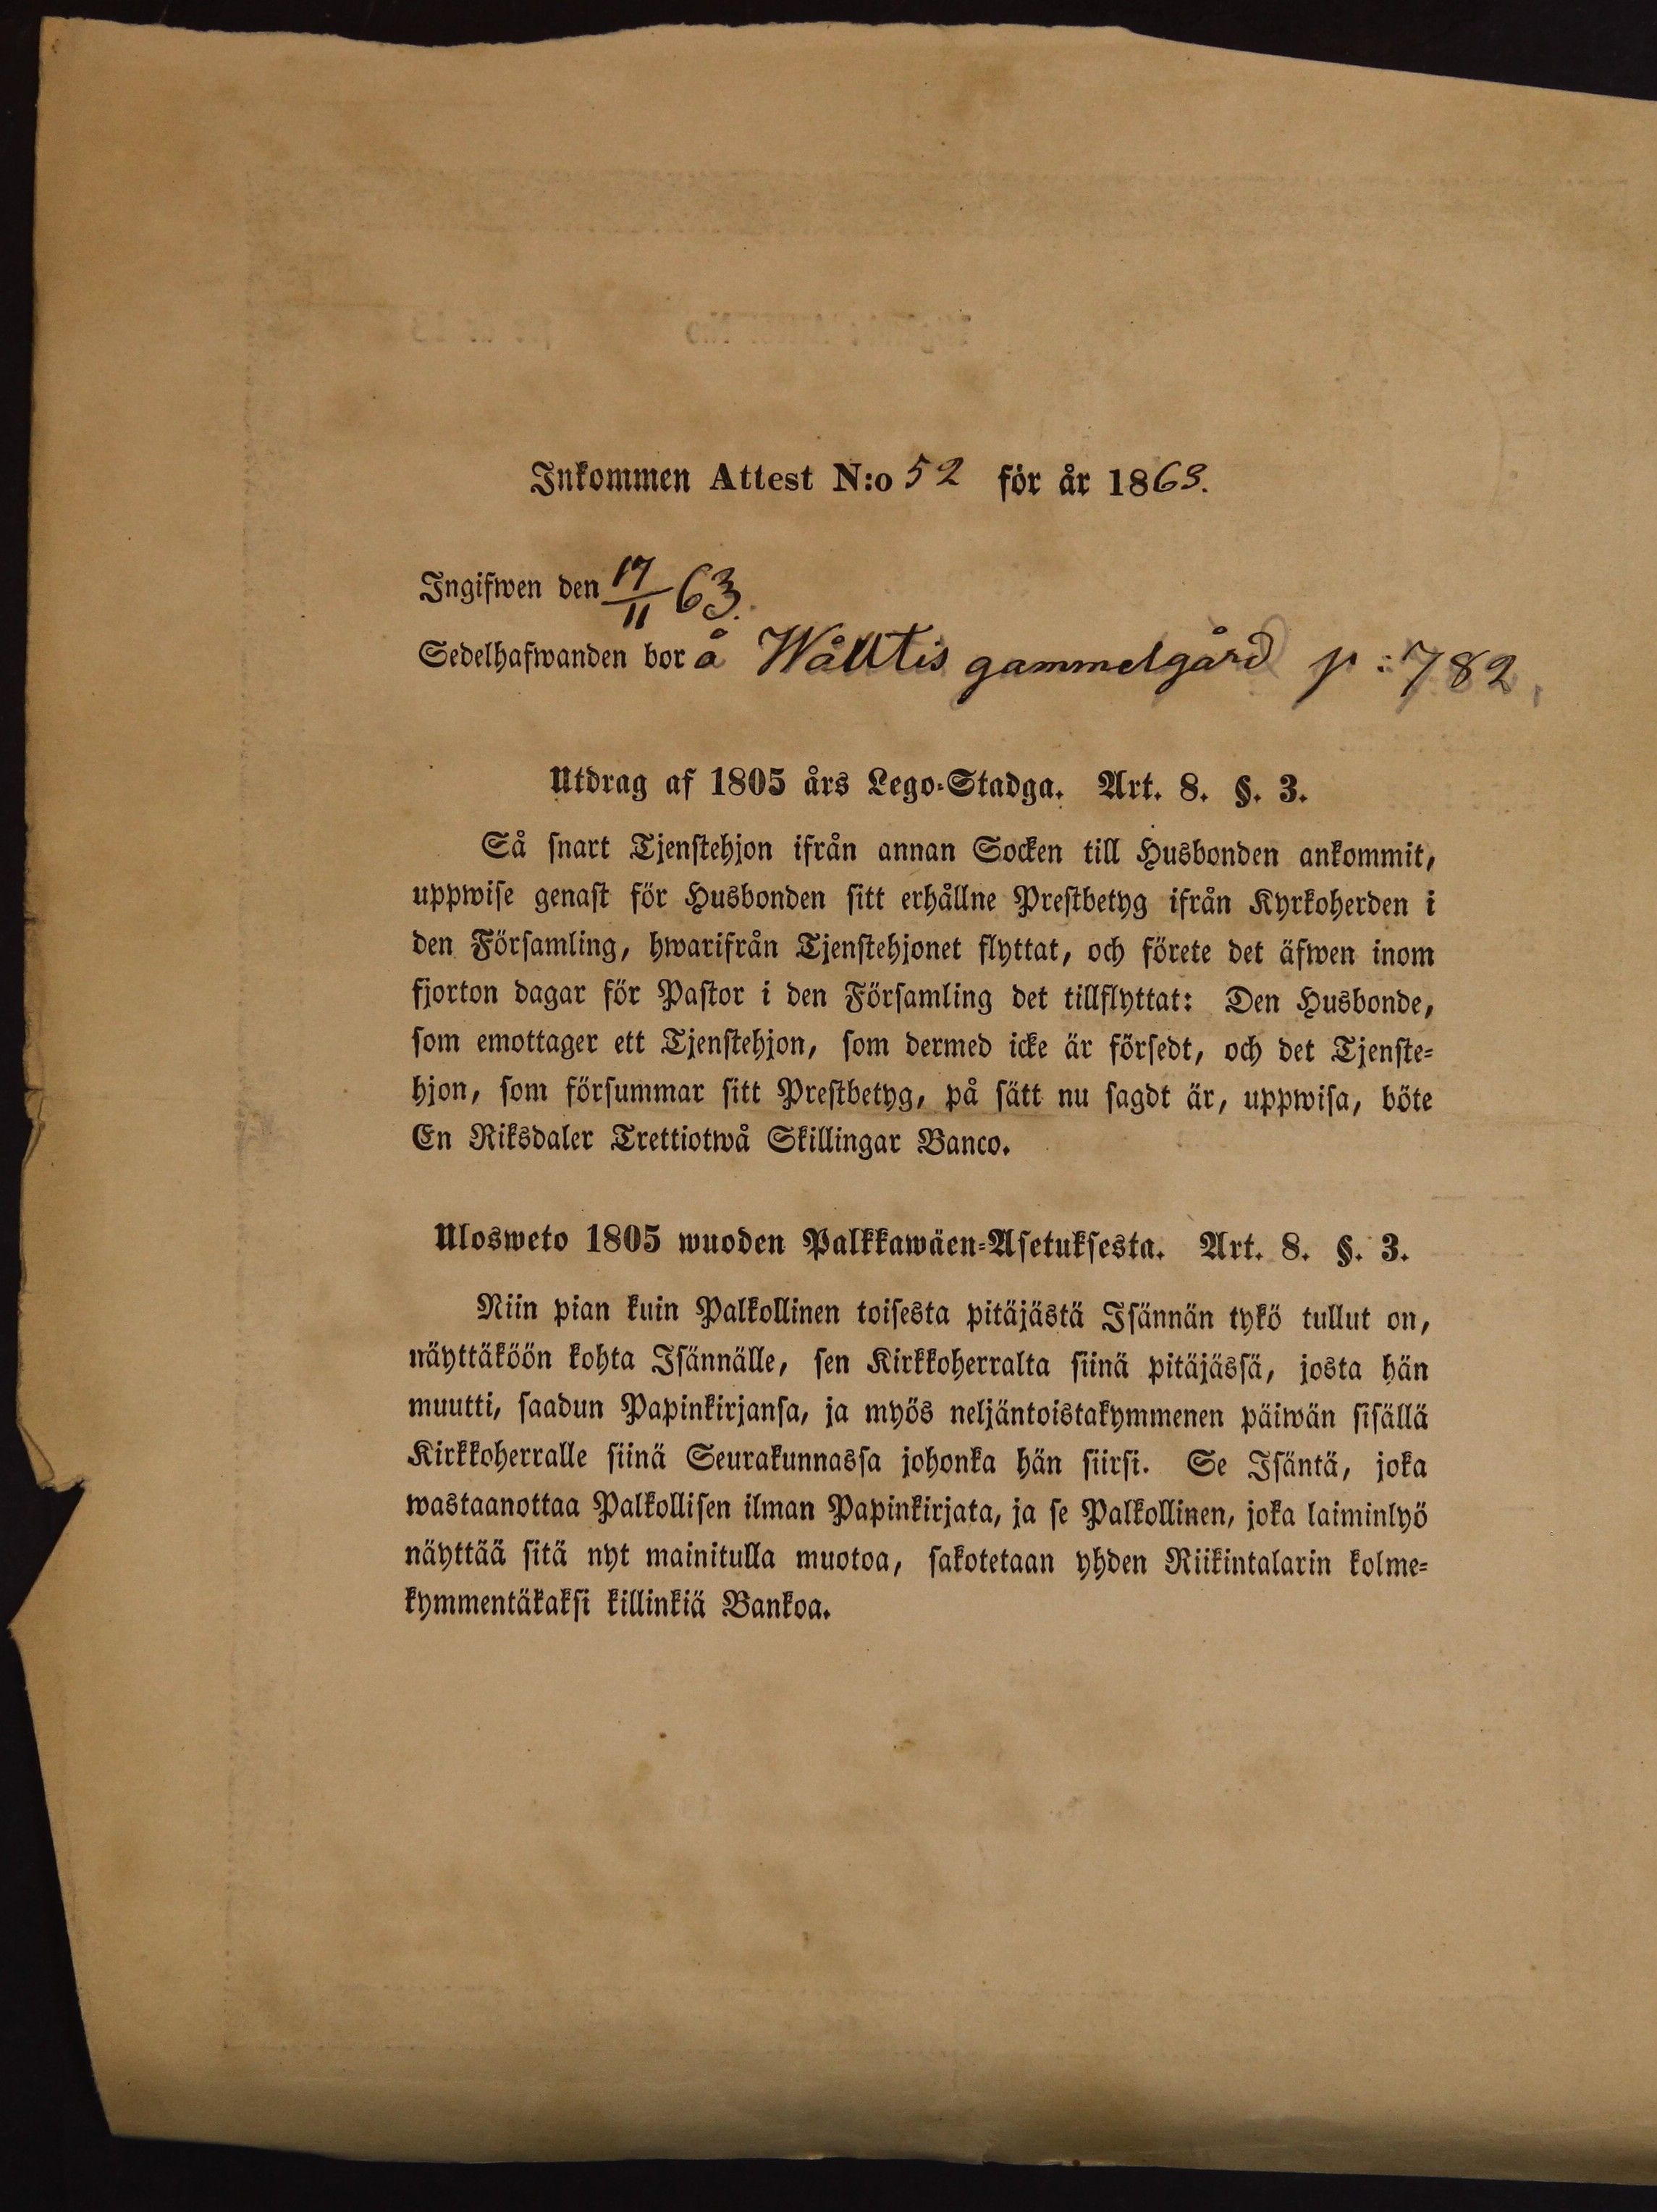 Inkommen Attest N:o 52 för år 1863.
Ingifwen den 17/11 63.
Sedelhafwanden bor å Wålltis gammelgård p: 782
Utdrag af 1805 års Lego-Stadga. Art. 8. §. 3.
Så snart Tjenstehjon ifrån annan Socken till Husbonden ankommit,
uppwise genast för Husbonden sitt erhållne Prestbetyg ifrån Kyrkoherden i
den Församling, hwarifrån Tjenstehjonet flyttat, och förete det äfwen inom
fjorton dagar för Pastor i den Församling det tillflyttat: Den Husbonde,
som emottager ett Tjenstehjon, som dermed icke är försedt, och det Tjenste-
hjon, som försummar sitt Prestbetyg, på sätt nu sagdt är, uppwisa, böte
En Riksdaler Trettiotwå Skillingar Banco.
Ulosweto 1805 wuoden Palkkawäen-Asetuksesta. Art. 8. §. 3.
Niin pian kuin Palkollinen toisesta pitäjästä Isännän tykö tullut on,
näyttäköön kohta Isännälle, sen Kirkkoherralta siinä pitäjässä, josta hän
muutti, saadun Papinkirjansa, ja myös neljäntoistakymmenen päiwän sisällä
Kirkkoherralle siinä Seurakunnassa johonka hän siirsi. Se Isäntä, joka
wastaanottaa Palkollisen ilman Papinkirjata, ja se Palkollinen, joka laiminlyö
näyttää sitä nyt mainitulla muotoa, sakotetaan yhden Riikintalarin kolme-
kymmentäkaksi killinkiä Bankoa.